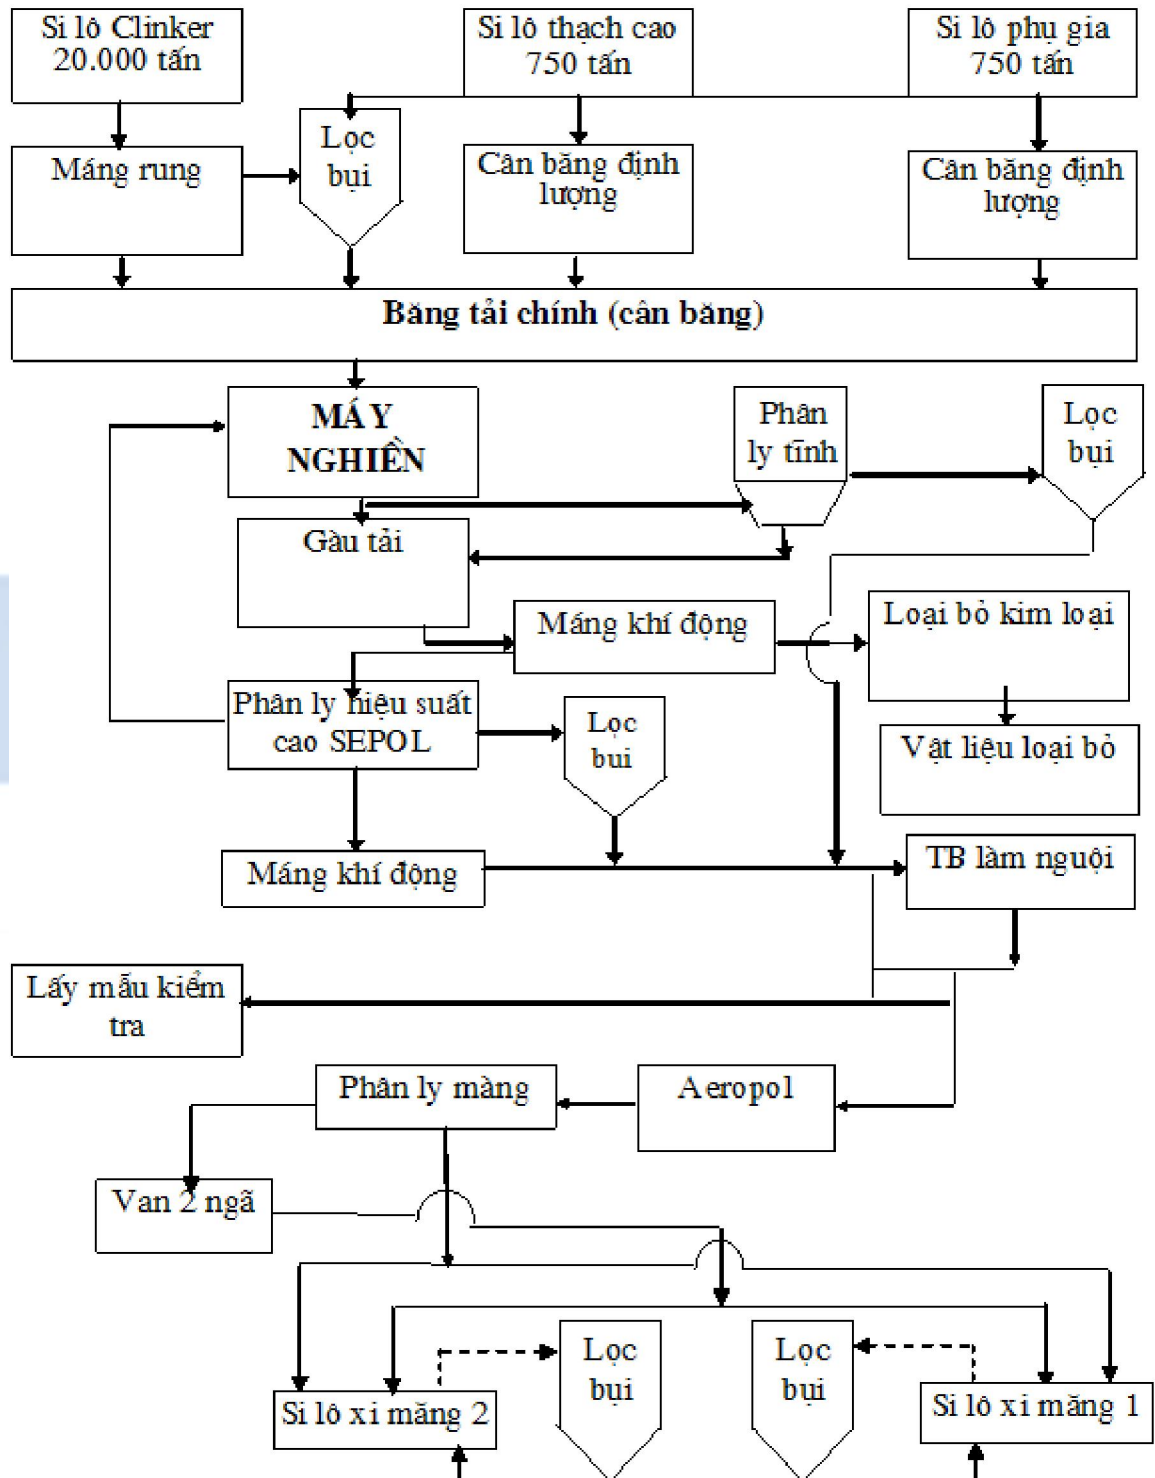 Si lô Clinker
20.000 tấn
Si lô thạch cao
750 tấn
Si lô phụ gia
750 tấn
Máng rung
Lọc
bụi
Cân băng định
lượng
Cân băng định
lượng
Băng tải chính (cân băng)
MÁY
NGHIỀN
Phân
ly tĩnh
Lọc
bụi
Gàu tải
Máng khí động
Loại bỏ kim loại
Phân ly hiệu suất
cao SEPOL
Lọc
bui
Vật liệu loại bỏ
Máng khí động
TB làm nguội
Lấy mẫu kiểm
tra
Phân ly màng
Aeropol
Van 2 ngã
Lọc
bụi
Lọc
bụi
Si lô xi măng 2
Si lô xi măng 1